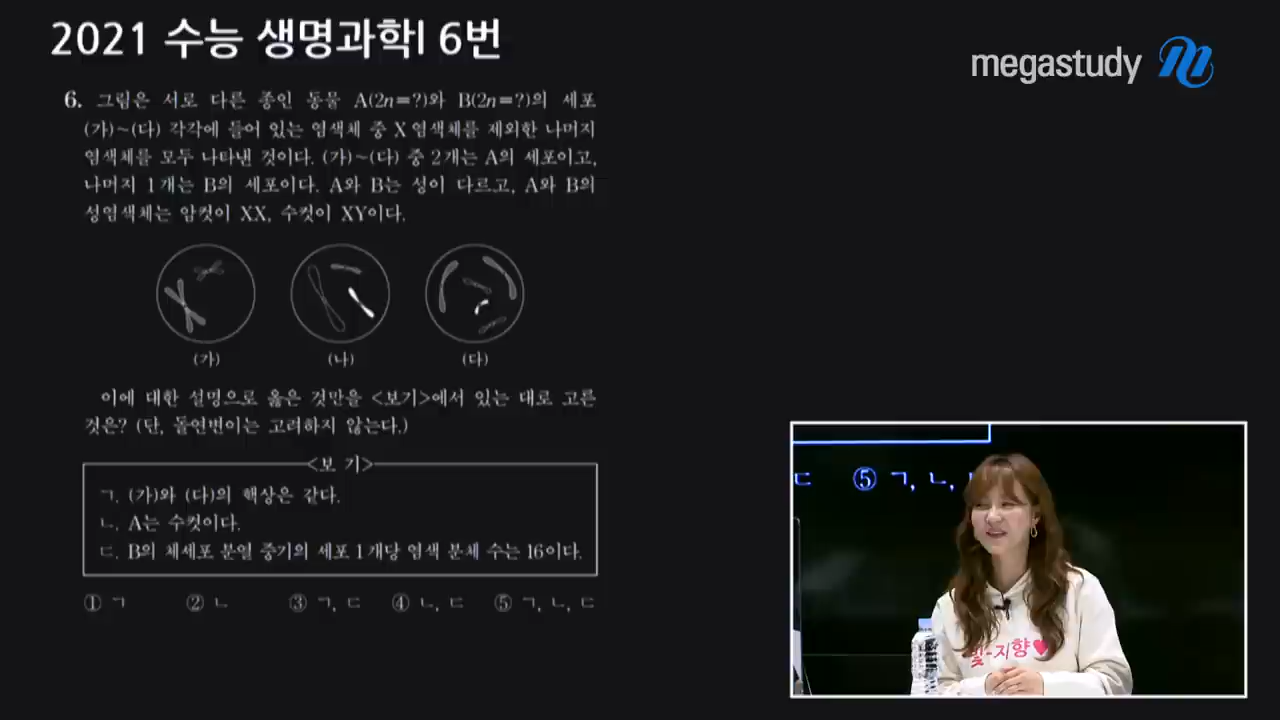 2021 수능 생명과학Ⅰ 6번
megastudy
6. 그림은 서로 다른 종인 동물 A(2n=?)와 B(2n=?)의 세포
(가)~(다) 각각에 들어 있는 염색체 중 X 염색체를 제외한 나머지
염색체를 모두 나타낸 것이다. (가)~(다) 중 2개는 A의 세포이고,
나머지 1개는 B의 세포이다. A와 B는 성이 다르고, A와 B의
성염색체는 암컷이 XX, 수컷이 XY이다.
(가) (나) (다)
이에 대한 설명으로 옳은 것만을 <보기>에서 있는 대로 고른
것은? (단, 돌연변이는 고려하지 않는다.)
<보 기>
ㄱ. (가)와 (다)의 핵상은 같다.
ㄴ. A는 수컷이다.
ㄷ. B의 체세포 분열 중기의 세포 1개당 염색 분체 수는 16이다.
① ㄱ ② ㄴ ③ ㄱ, ㄷ ④ ㄴ, ㄷ ⑤ ㄱ, ㄴ, ㄷ
ㄷ ⑤ ㄱ, ㄴ,
빛-지향♥